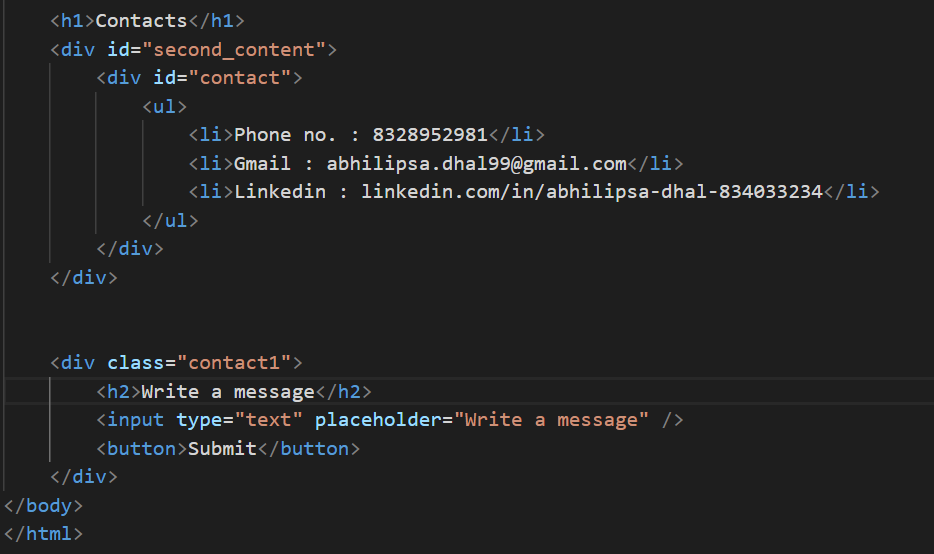 <h1>Contacts</h1>
<div id="second_content">
<div id="contact">
<ul>
<li>Phone no. : 8328952981</li>
<li>Gmail : abhilipsa.dhal99@gmail.com</li>
<li>Linkedin : linkedin.com/in/abhilipsa-dhal-834033234</li>
</ul>
</div>
</div>
<div class="contact1">
<h2>Write a message</h2>
<input type="text" placeholder="Write a message" />
<button>Submit</button>
</div>
</body>
</html>